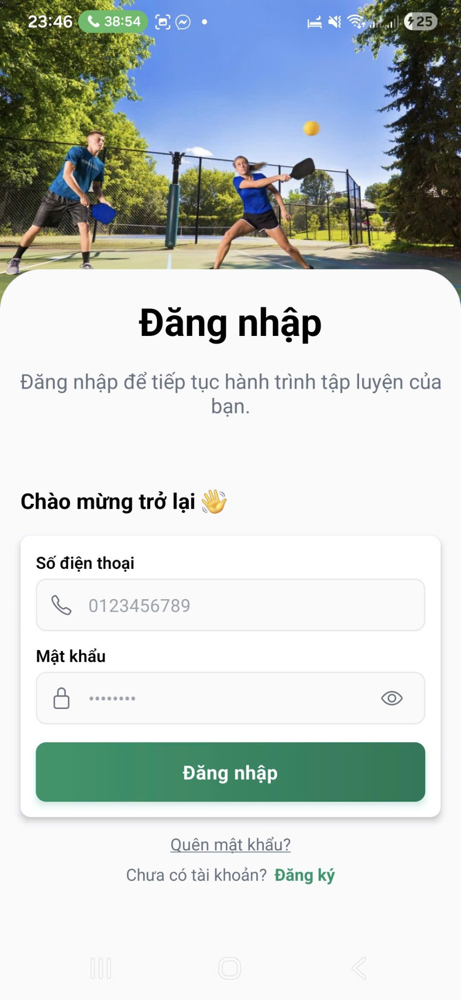 23:46 38:54 25
Đăng nhập
Đăng nhập để tiếp tục hành trình tập luyện của
bạn.
Chào mừng trở lại 👋
Số điện thoại
0123456789
Mật khẩu
••••••••
Đăng nhập
Quên mật khẩu?
Chưa có tài khoản? Đăng ký